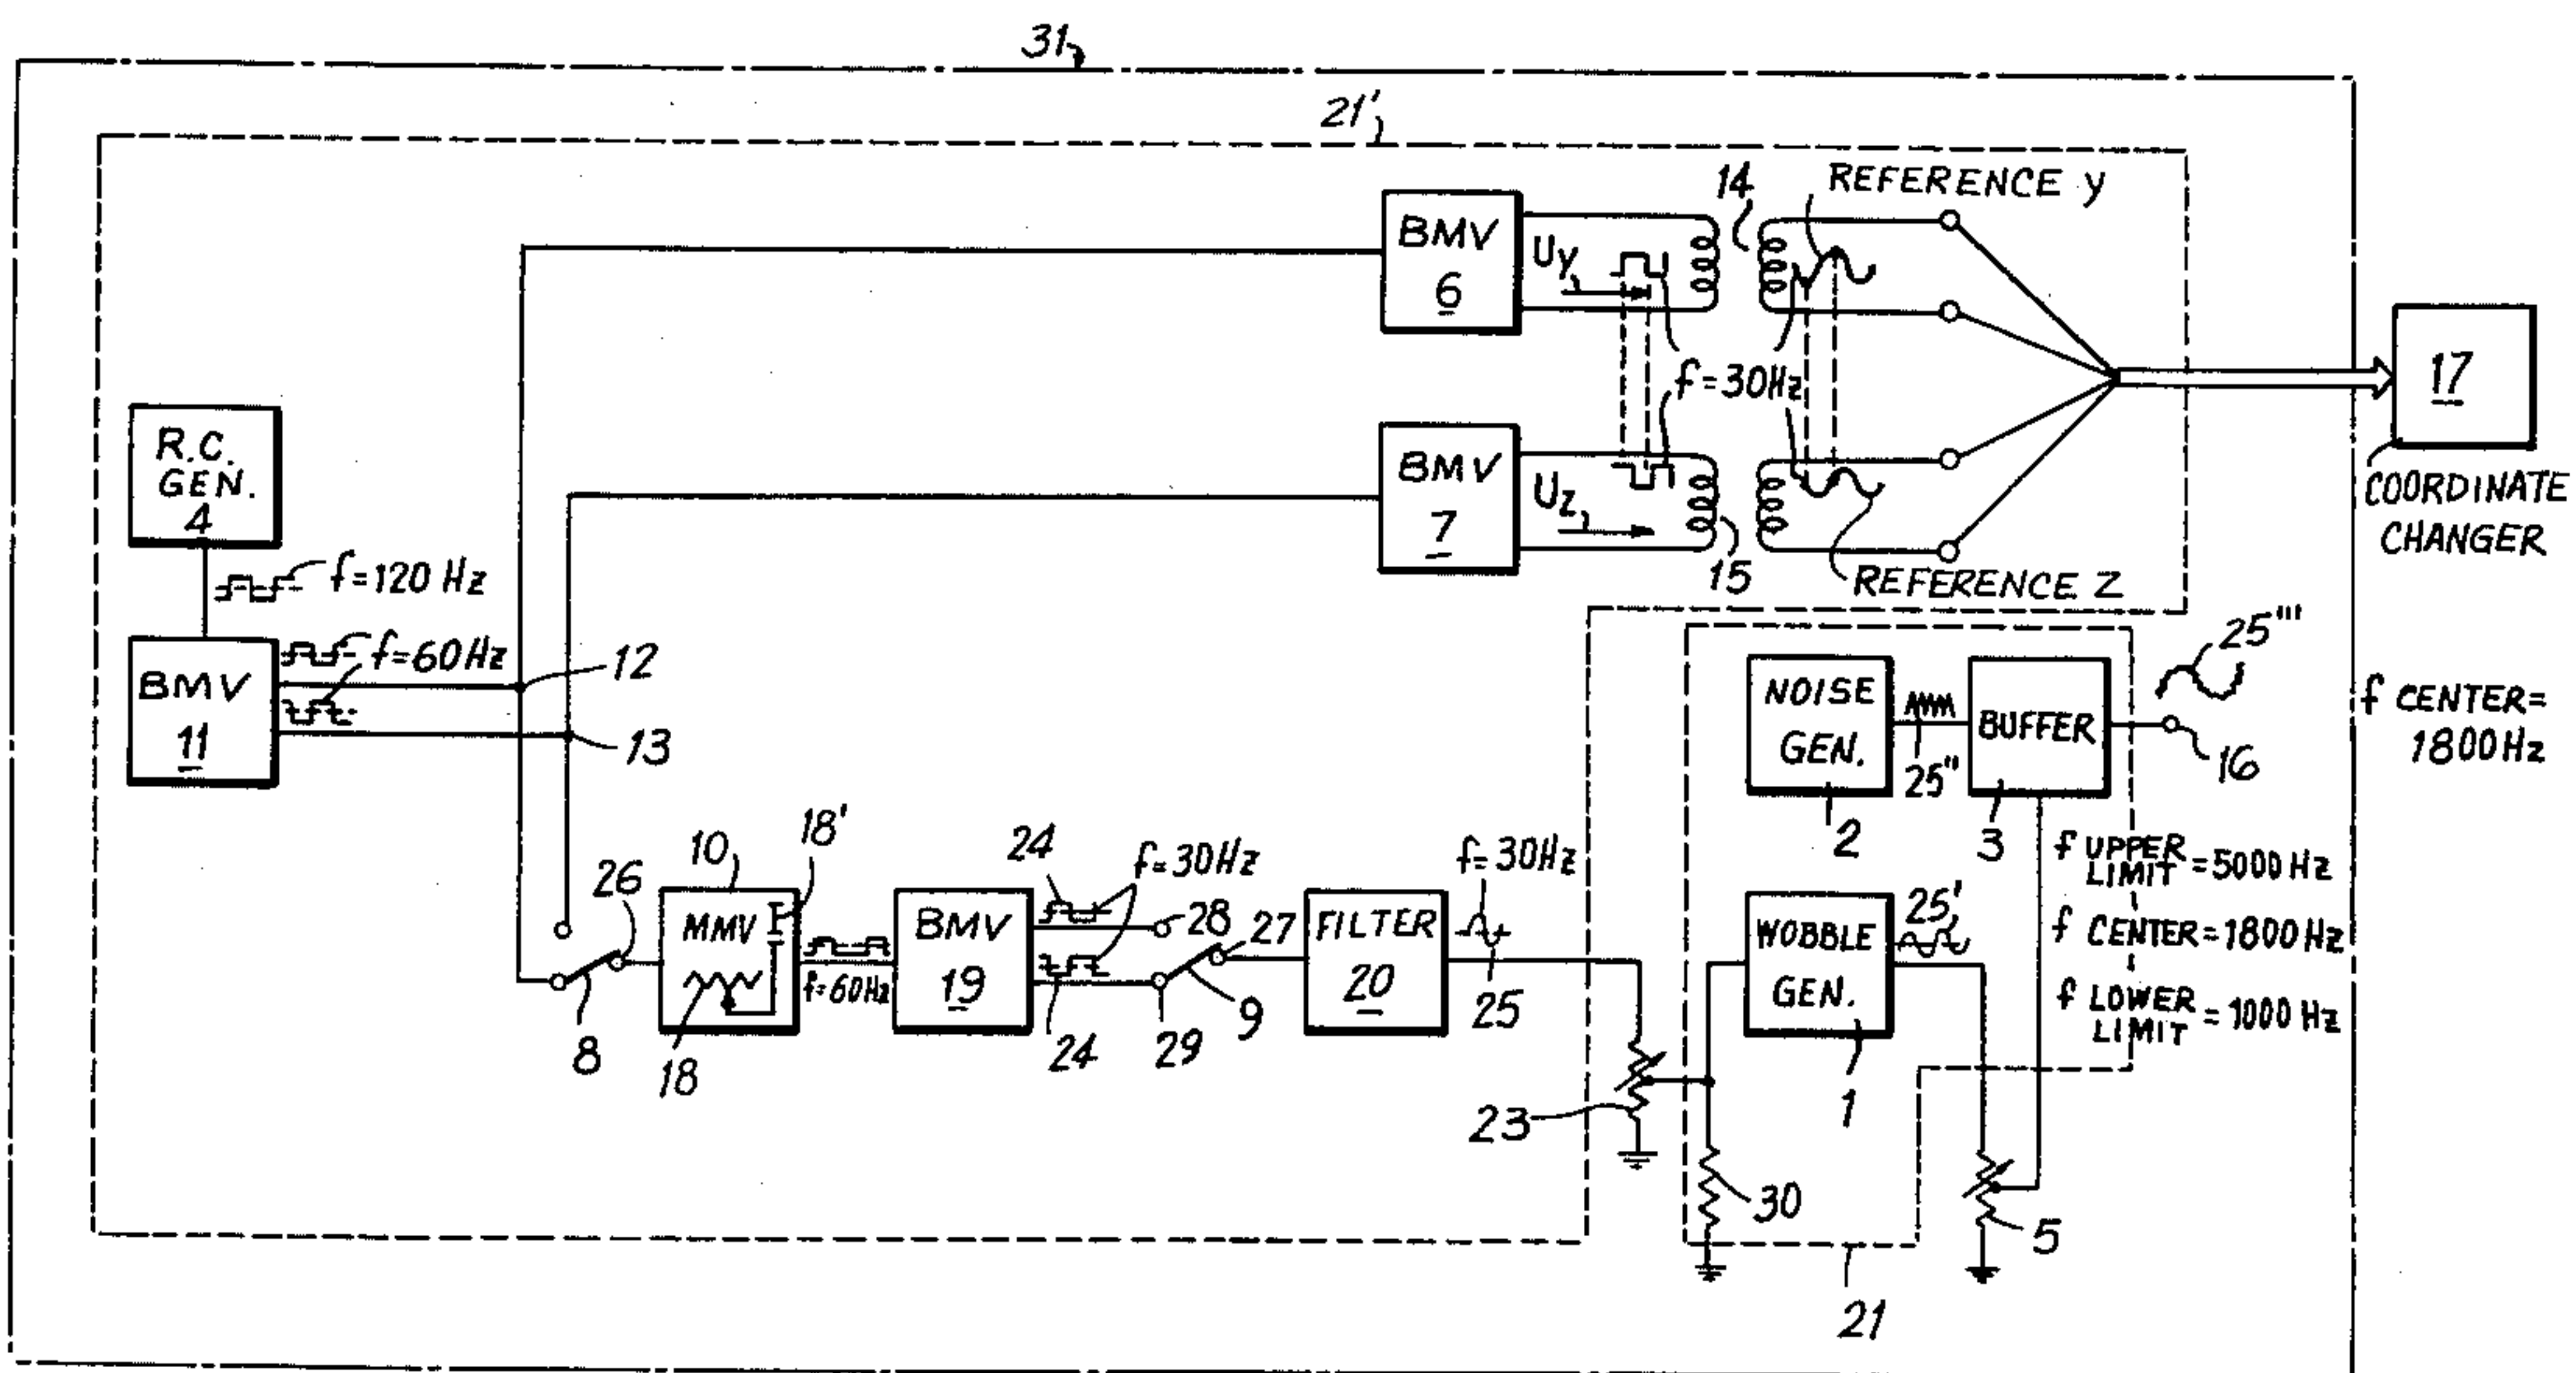 31
21'
14
REFERENCE y
BMV
6
Uy
f=30Hz
17
COORDINATE
CHANGER
R.C.
GEN.
4
f=120 Hz
BMV
7
Uz
15
REFERENCE Z
BMV
11
f=60Hz
12
13
NOISE
GEN.
2
25"
BUFFER
3
25'''
16
f CENTER=
1800Hz
f UPPER LIMIT = 5000 Hz
f CENTER = 1800 Hz
f LOWER LIMIT = 1000 Hz
8
26
10
18'
MMV
18
f=60Hz
BMV
19
24
f=30Hz
28
24
29
9
27
FILTER
20
f=30Hz
25
23
WOBBLE
GEN.
25'
1
30
5
21